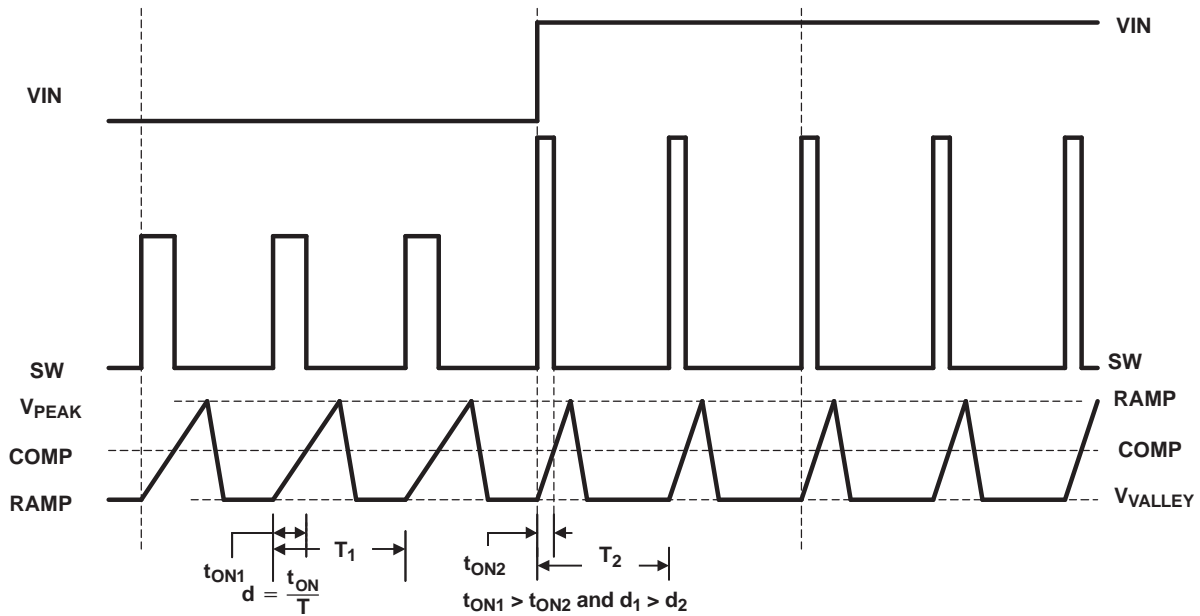 VIN
VIN
SW
SW
VPEAK
RAMP
COMP
COMP
RAMP
VVALLEY
tON1
T1
d = tON/T
tON2
T2
tON1 > tON2 and d1 > d2